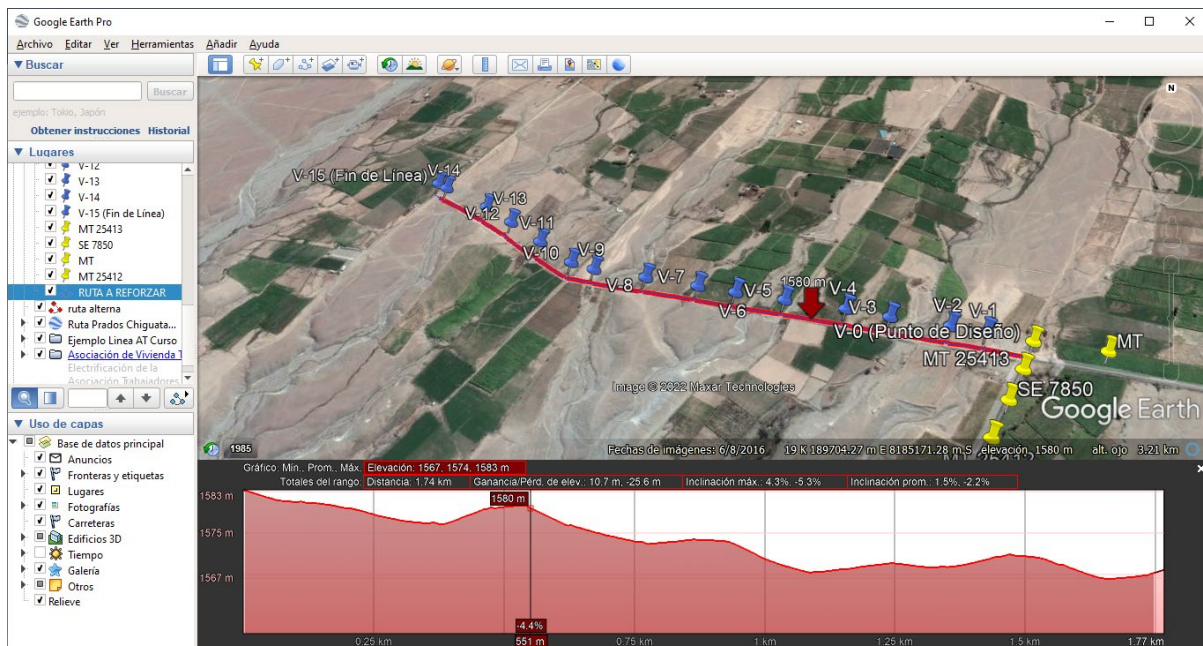 Google Earth Pro
Archivo Editar Ver Herramientas Añadir Ayuda
▼ Buscar
Buscar
ejemplo: Tokio, Japón
Obtener instrucciones Historial
▼ Lugares
V-12
V-13
V-14
V-15 (Fin de Línea)
MT 25413
SE 7850
MT
MT 25412
RUTA A REFORZAR
ruta alterna
Ruta Prados Chiguata...
Ejemplo Linea AT Curso
Asociación de Vivienda T
Electrificación de la
Asociación Trabajadores
▼ Uso de capas
Base de datos principal
Anuncios
Fronteras y etiquetas
Lugares
Fotografías
Carreteras
Edificios 3D
Tiempo
Galería
Otros
Relieve
N
V-15 (Fin de Línea) V-14
V-13
V-12
V-11
V-10
V-9
V-8
V-7
V-6
V-5
1580 m
V-4
V-3
V-2
V-1
V-0 (Punto de Diseño)
MT 25413
MT
SE 7850
MT 25412
Image © 2022 Maxar Technologies
Google Earth
1985
Fechas de imágenes: 6/8/2016 19 K 189704.27 m E 8185171.28 m S elevación 1580 m alt. ojo 3.21 km
Gráfico: Mín., Prom., Máx. Elevación: 1567, 1574, 1583 m
Totales del rango: Distancia: 1.74 km Ganancia/Pérd. de elev.: 10.7 m, -25.6 m Inclinación máx.: 4.3%, -5.3% Inclinación prom.: 1.5%, -2.2%
1583 m
1580 m
1575 m
1567 m
-4.4%
0.25 km 551 m 0.75 km 1 km 1.25 km 1.5 km 1.77 km